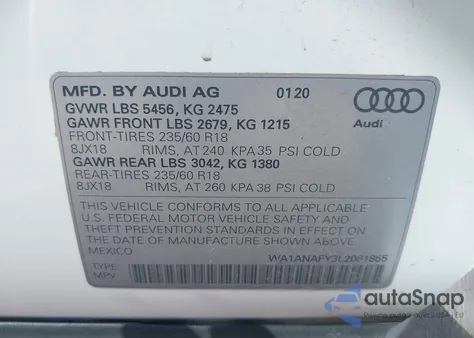 MFD. BY AUDI AG 0120
GVWR LBS 5456, KG 2475
GAWR FRONT LBS 2679, KG 1215
Audi
FRONT-TIRES 235/60 R18
8JX18 RIMS, AT 240 KPA 35 PSI COLD
GAWR REAR LBS 3042, KG 1380
REAR-TIRES 235/60 R18
8JX18 RIMS, AT 260 KPA 38 PSI COLD
THIS VEHICLE CONFORMS TO ALL APPLICABLE
U.S. FEDERAL MOTOR VEHICLE SAFETY AND
THEFT PREVENTION STANDARDS IN EFFECT ON
THE DATE OF MANUFACTURE SHOWN ABOVE.
MEXICO
TYPE:
MPV
WA1ANAFY3L2081855
autoSnap